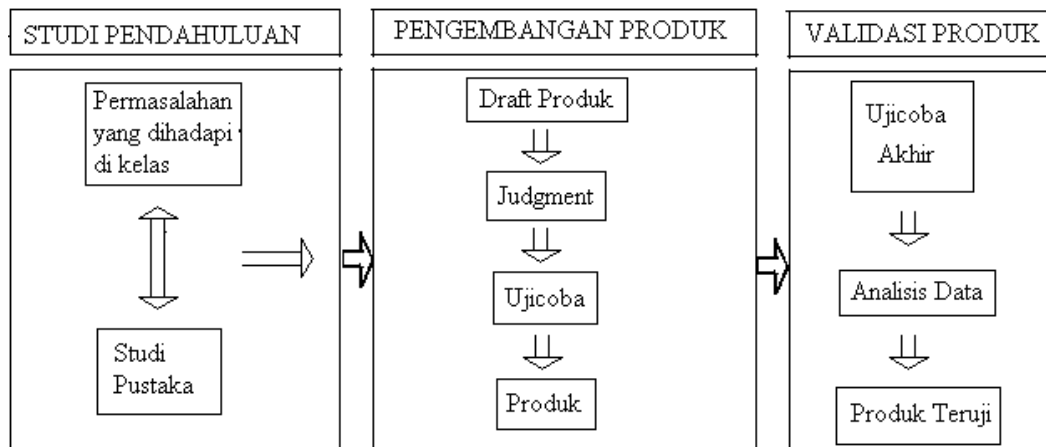 STUDI PENDAHULUAN
Permasalahan
yang dihadapi
di kelas
Studi
Pustaka
PENGEMBANGAN PRODUK
Draft Produk
Judgment
Ujicoba
Produk
VALIDASI PRODUK
Ujicoba
Akhir
Analisis Data
Produk Teruji